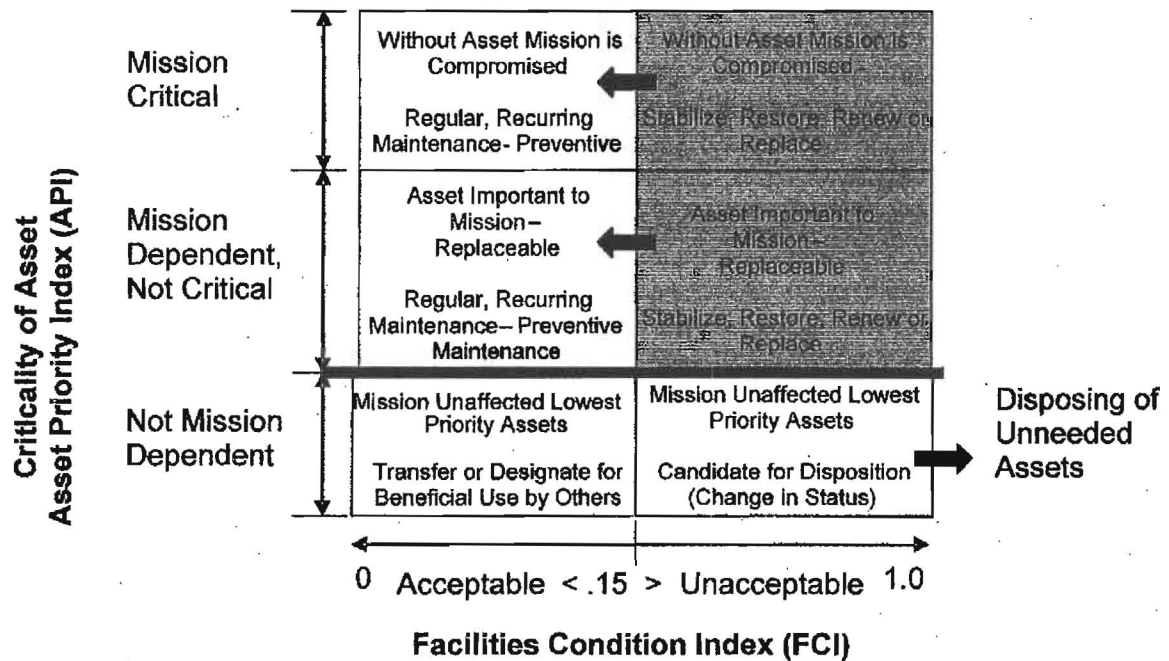 Criticality of Asset
Asset Priority Index (API)
Mission
Critical
Without Asset Mission is
Compromised
Regular, Recurring
Maintenance- Preventive
Without Asset Mission is
Compromised
Stabilize, Restore, Renew or
Replace
Mission
Dependent,
Not Critical
Asset Important to
Mission–
Replaceable
Regular, Recurring
Maintenance– Preventive
Maintenance
Asset Important to
Mission–
Replaceable
Stabilize, Restore, Renew or
Replace
Not Mission
Dependent
Mission Unaffected Lowest
Priority Assets
Transfer or Designate for
Beneficial Use by Others
Mission Unaffected Lowest
Priority Assets
Candidate for Disposition
(Change in Status)
Disposing of
Unneeded
Assets
0 Acceptable < .15 > Unacceptable 1.0
Facilities Condition Index (FCI)